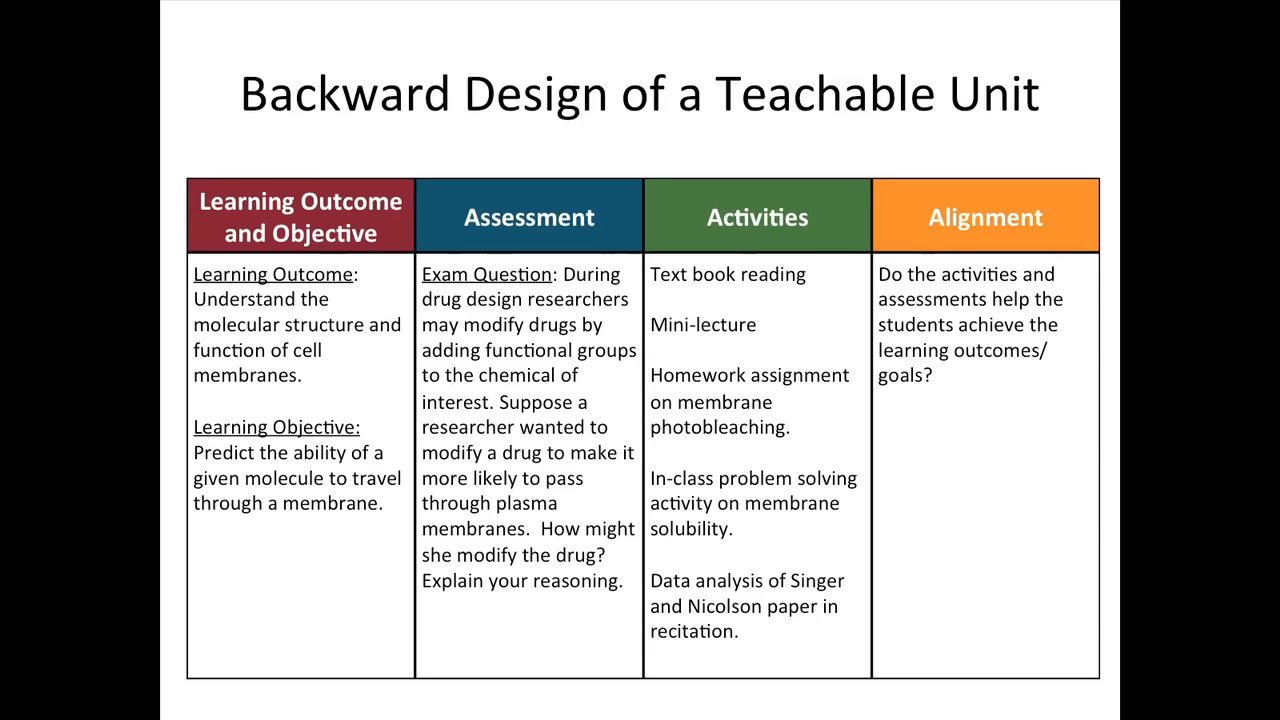 Backward Design of a Teachable Unit
Learning Outcome
and Objective
Assessment
Activities
Alignment
Learning Outcome:
Understand the
molecular structure and
function of cell
membranes.
Learning Objective:
Predict the ability of a
given molecule to travel
through a membrane.
Exam Question: During
drug design researchers
may modify drugs by
adding functional groups
to the chemical of
interest. Suppose a
researcher wanted to
modify a drug to make it
more likely to pass
through plasma
membranes.  How might
she modify the drug?
Explain your reasoning.
Text book reading
Mini-lecture
Homework assignment
on membrane
photobleaching.
In-class problem solving
activity on membrane
solubility.
Data analysis of Singer
and Nicolson paper in
recitation.
Do the activities and
assessments help the
students achieve the
learning outcomes/
goals?